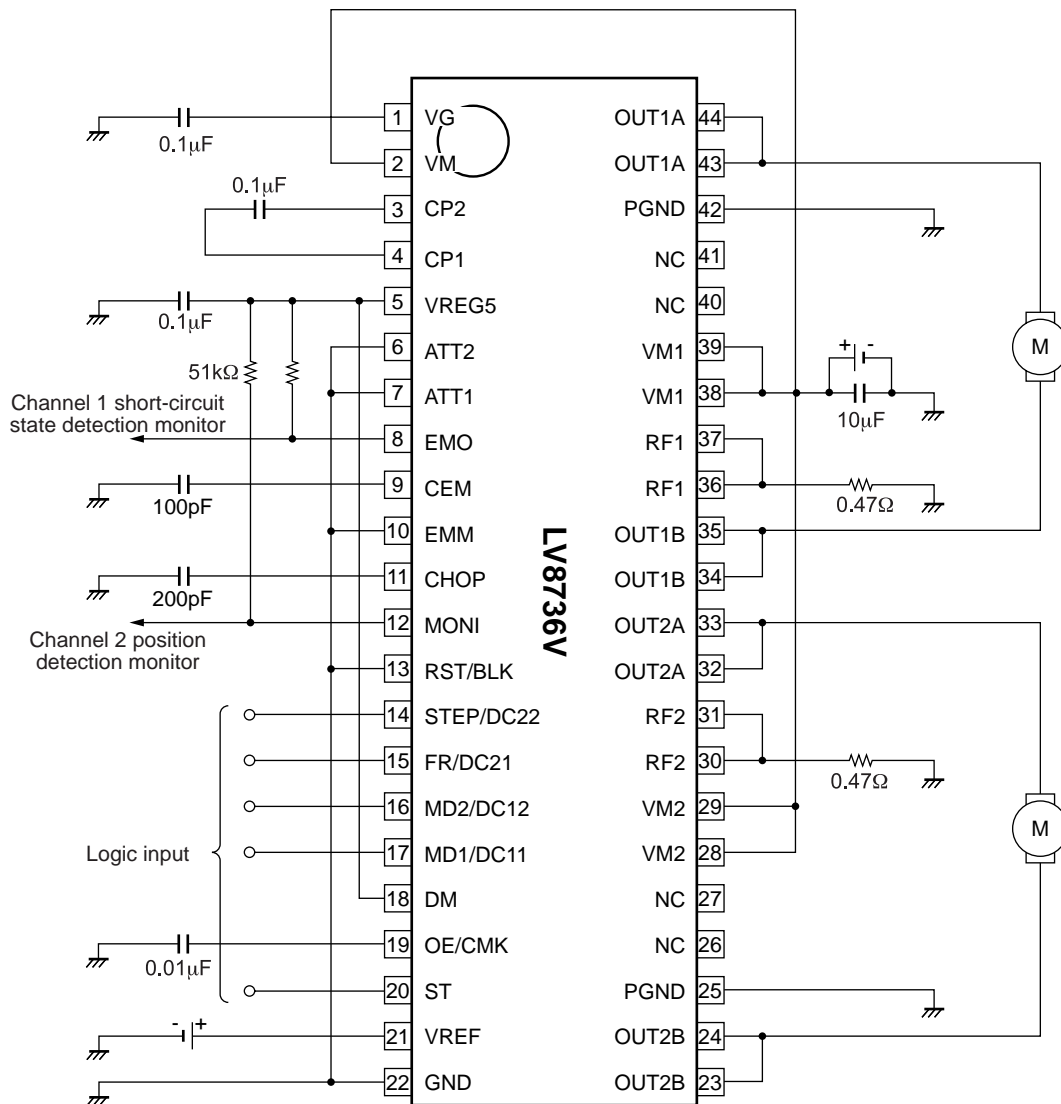 1 VG OUT1A 44
0.1µF
2 VM OUT1A 43
0.1µF
3 CP2 PGND 42
4 CP1 NC 41
5 VREG5 NC 40
0.1µF
6 ATT2 VM1 39
+ -
51kΩ
7 ATT1 VM1 38
10µF
Channel 1 short-circuit
state detection monitor
8 EMO RF1 37
9 CEM RF1 36
100pF
0.47Ω
10 EMM OUT1B 35
11 CHOP OUT1B 34
200pF
12 MONI OUT2A 33
Channel 2 position
detection monitor
13 RST/BLK OUT2A 32
14 STEP/DC22 RF2 31
15 FR/DC21 RF2 30
0.47Ω
16 MD2/DC12 VM2 29
Logic input
17 MD1/DC11 VM2 28
18 DM NC 27
19 OE/CMK NC 26
0.01µF
20 ST PGND 25
- +
21 VREF OUT2B 24
22 GND OUT2B 23
LV8736V
M
M